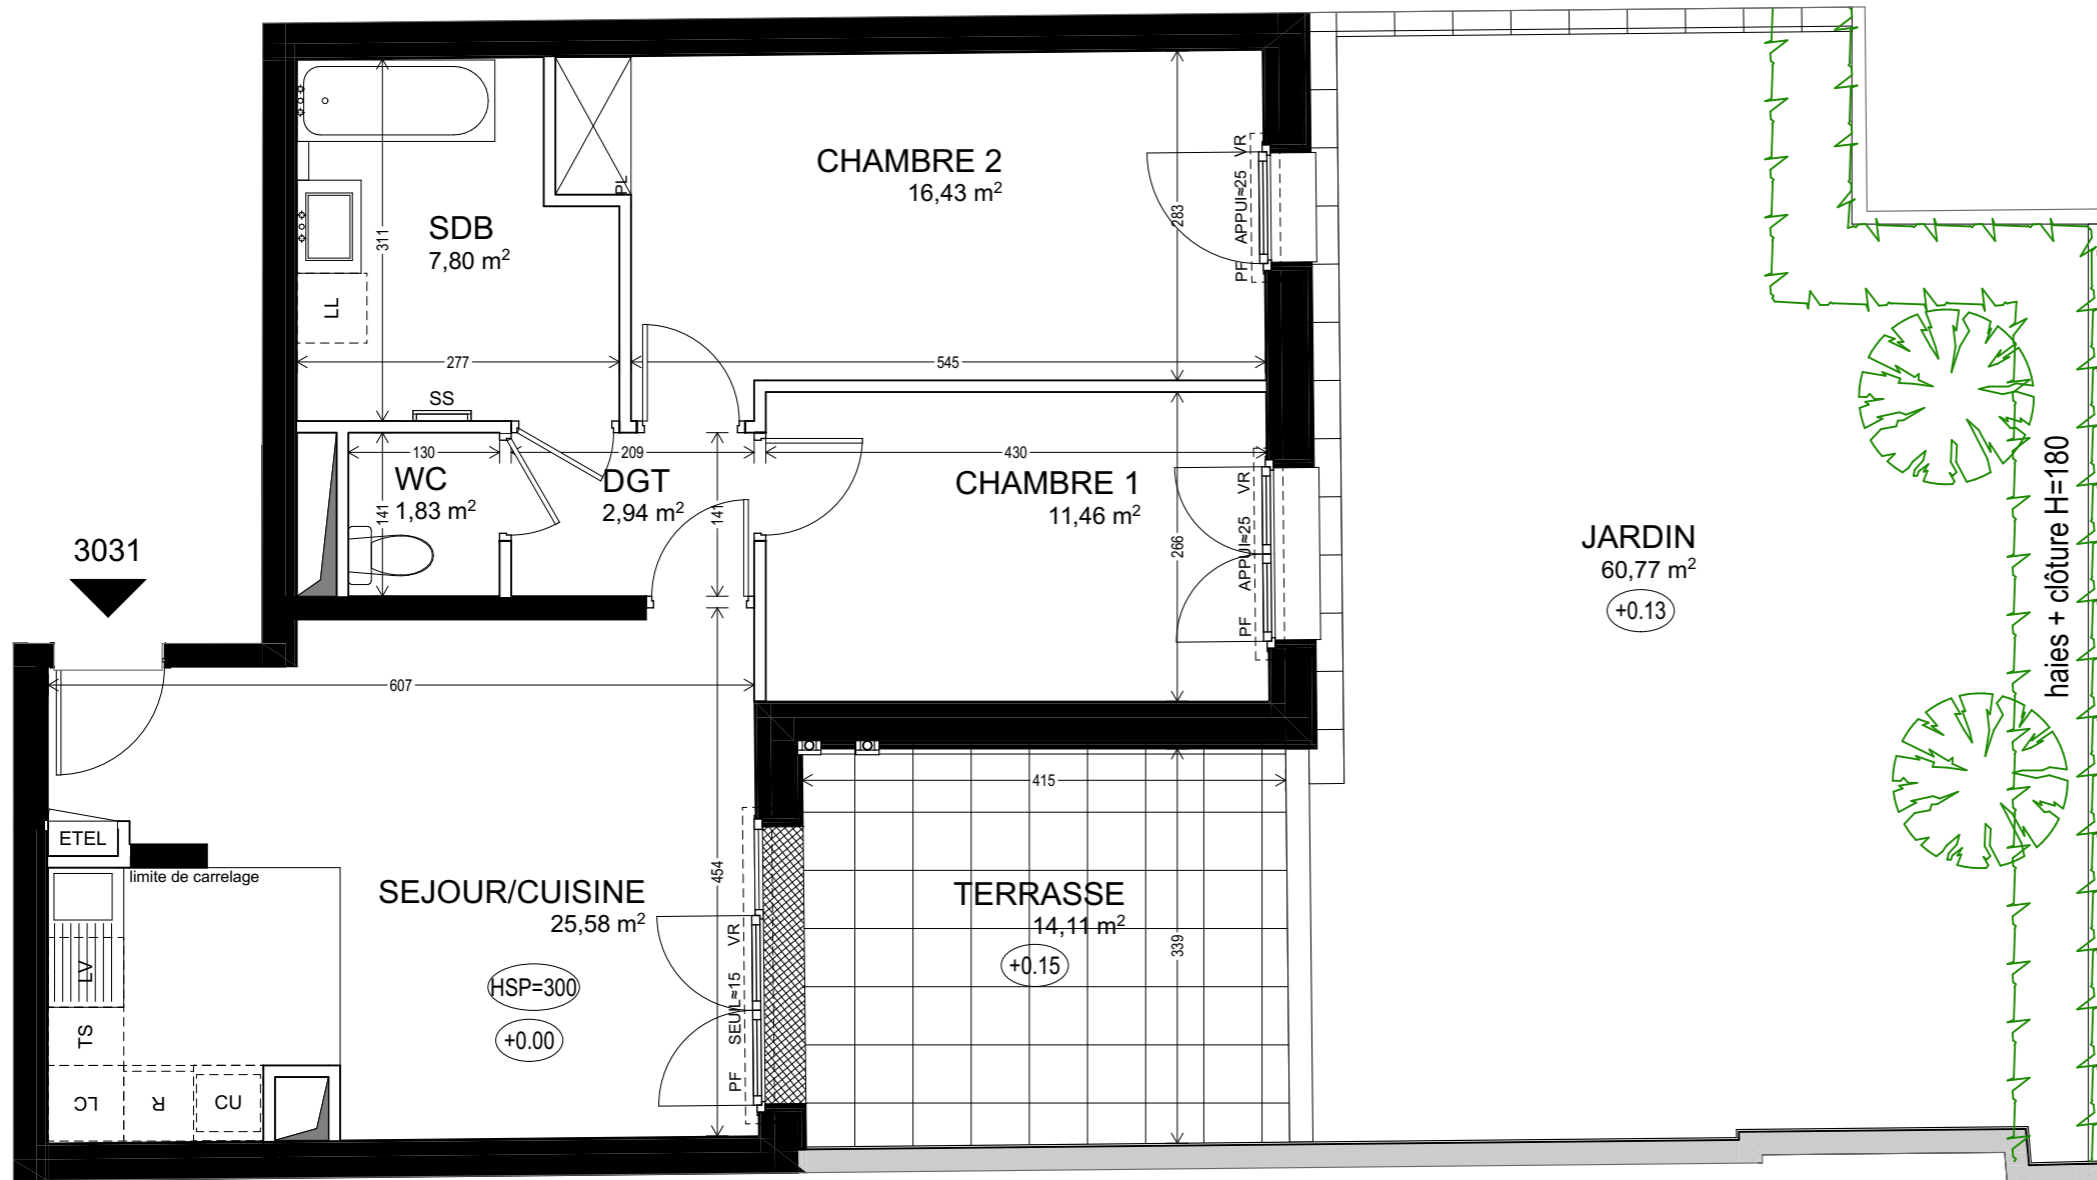 CHAMBRE 2
16,43 m²
PL
SDB
7,80 m²
311
283
VR
APPUI≈25
PF
LL
277
545
SS
130
209
430
WC
1,83 m²
141
DGT
2,94 m²
141
CHAMBRE 1
11,46 m²
266
VR
APPUI≈25
PF
3031
JARDIN
60,77 m²
+0.13
haies + clôture H=180
607
415
ETEL
limite de carrelage
454
SEJOUR/CUISINE
25,58 m²
HSP=300
+0.00
VR
SEUIL≈15
PF
TERRASSE
14,11 m²
+0.15
339
LV
TS
LC
R
CU